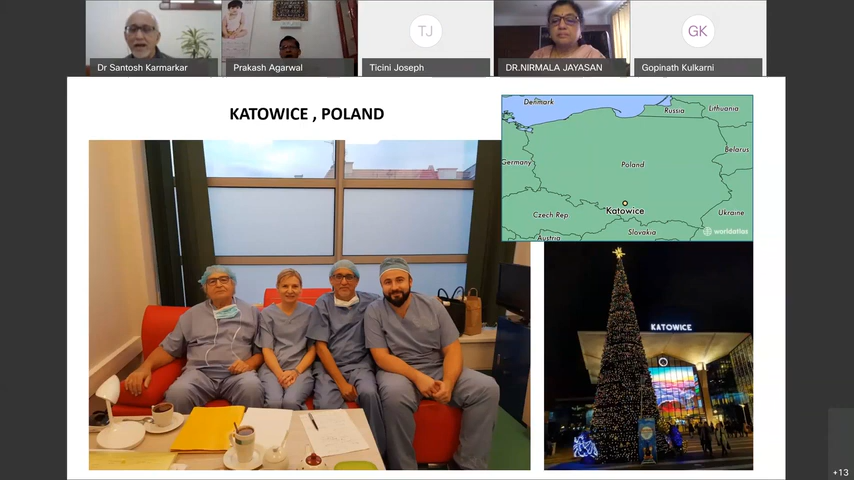 TJ
GK
Dr Santosh Karmarkar
Prakash Agarwal
Ticini Joseph
DR.NIRMALA JAYASAN
Gopinath Kulkarni
KATOWICE , POLAND
Denmark
Russia
Lithuania
Belarus
Germany
Poland
Katowice
Czech Rep
Ukraine
Slovakia
Austria
worldatlas
KATOWICE
+13